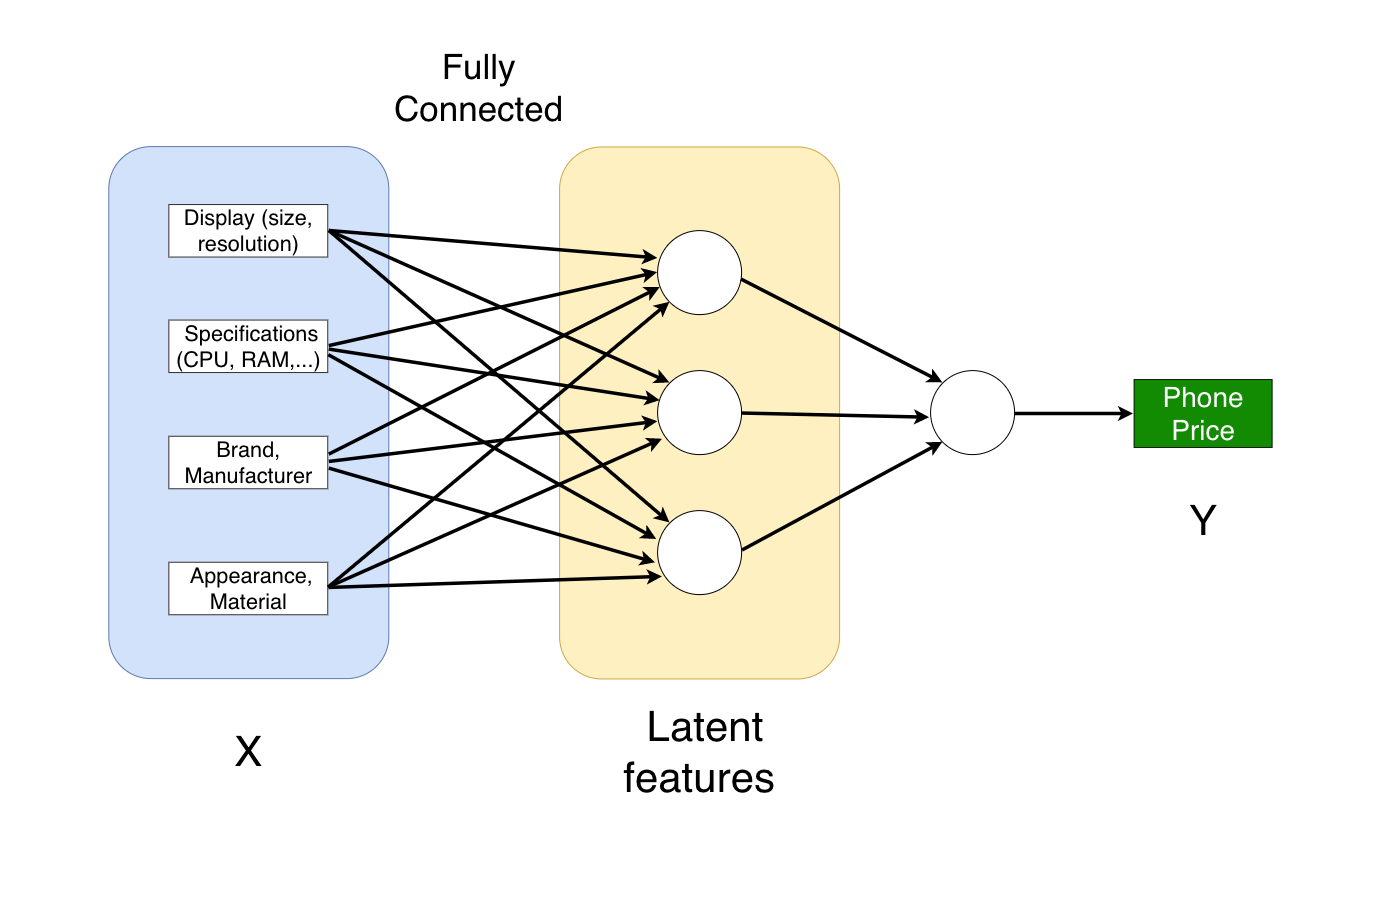 Fully
Connected
Display (size,
resolution)
Specifications
(CPU, RAM,...)
Brand,
Manufacturer
Appearance,
Material
Phone
Price
Y
X
Latent
features